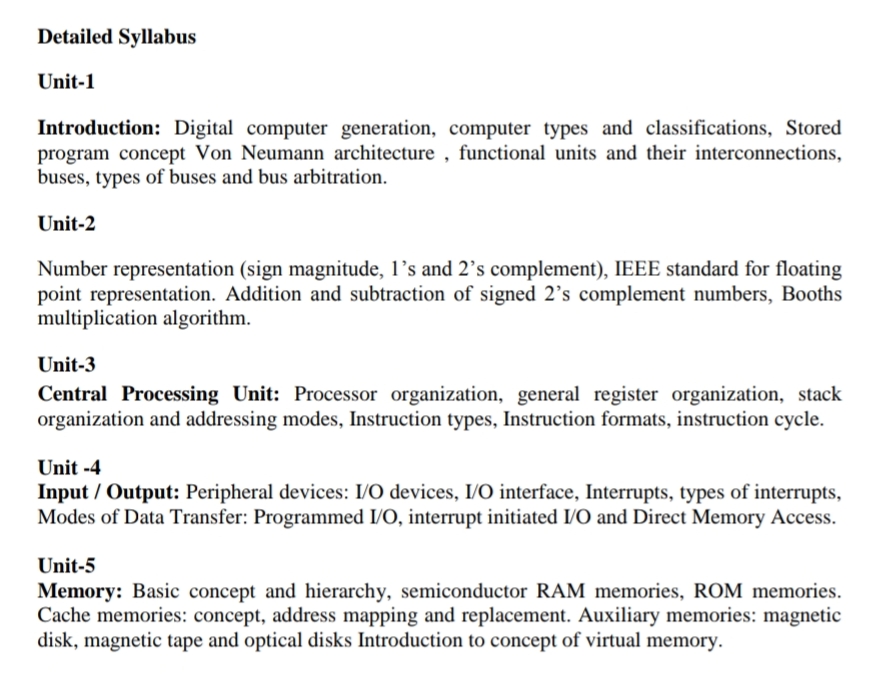 Detailed Syllabus
Unit-1
Introduction: Digital computer generation, computer types and classifications, Stored
program concept Von Neumann architecture , functional units and their interconnections,
buses, types of buses and bus arbitration.
Unit-2
Number representation (sign magnitude, 1’s and 2’s complement), IEEE standard for floating
point representation. Addition and subtraction of signed 2’s complement numbers, Booths
multiplication algorithm.
Unit-3
Central Processing Unit: Processor organization, general register organization, stack
organization and addressing modes, Instruction types, Instruction formats, instruction cycle.
Unit -4
Input / Output: Peripheral devices: I/O devices, I/O interface, Interrupts, types of interrupts,
Modes of Data Transfer: Programmed I/O, interrupt initiated I/O and Direct Memory Access.
Unit-5
Memory: Basic concept and hierarchy, semiconductor RAM memories, ROM memories.
Cache memories: concept, address mapping and replacement. Auxiliary memories: magnetic
disk, magnetic tape and optical disks Introduction to concept of virtual memory.